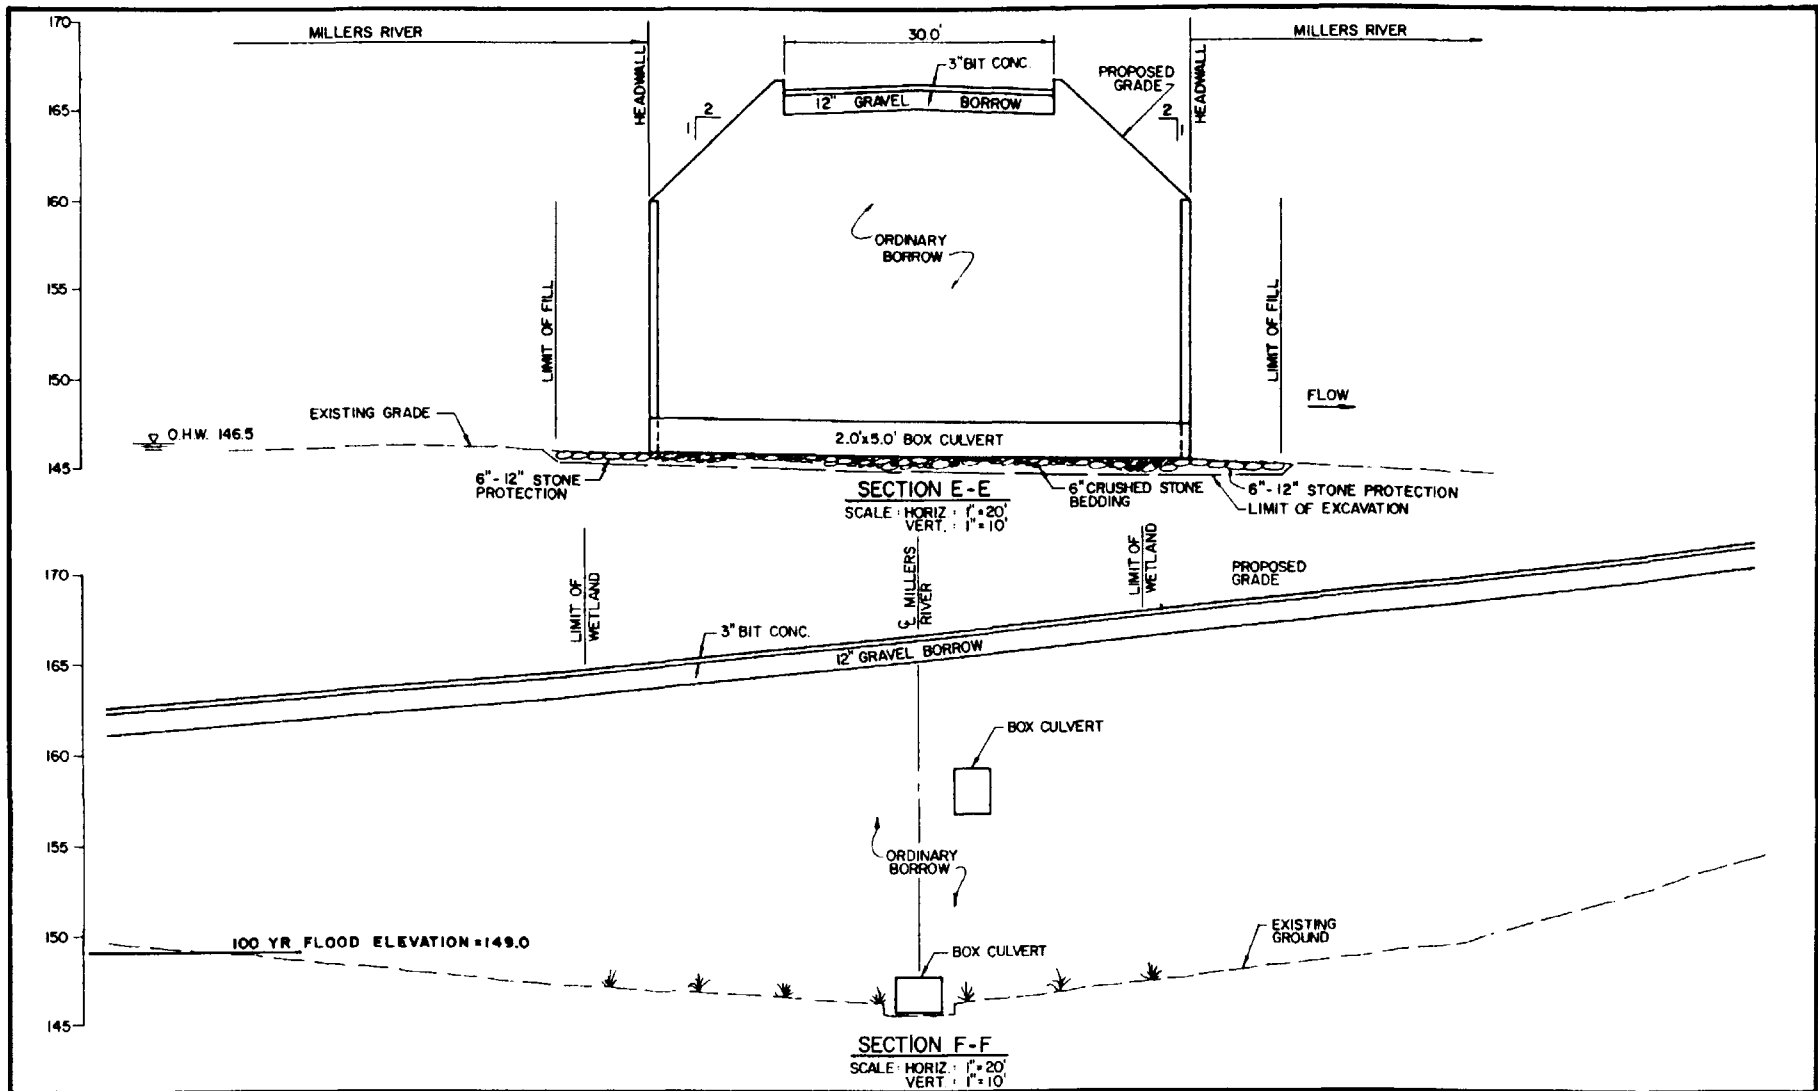 170
MILLERS RIVER
HEADWALL
30.0'
3" BIT CONC.
PROPOSED
GRADE
HEADWALL
MILLERS RIVER
165
12" GRAVEL BORROW
2
1
2
1
160
ORDINARY
BORROW
155
LIMIT OF FILL
LIMIT OF FILL
150
FLOW
EXISTING GRADE
O.H.W. 146.5
2.0'x5.0' BOX CULVERT
145
6"-12" STONE
PROTECTION
SECTION E-E
SCALE: HORIZ.: 1"=20'
VERT.: 1"=10'
6" CRUSHED STONE
BEDDING
6"-12" STONE PROTECTION
LIMIT OF EXCAVATION
170
LIMIT OF
WETLAND
℄ MILLERS
RIVER
LIMIT OF
WETLAND
PROPOSED
GRADE
3" BIT CONC.
165
12" GRAVEL BORROW
160
BOX CULVERT
155
ORDINARY
BORROW
150
100 YR FLOOD ELEVATION=149.0
BOX CULVERT
EXISTING
GROUND
145
SECTION F-F
SCALE: HORIZ.: 1"=20'
VERT.: 1"=10'